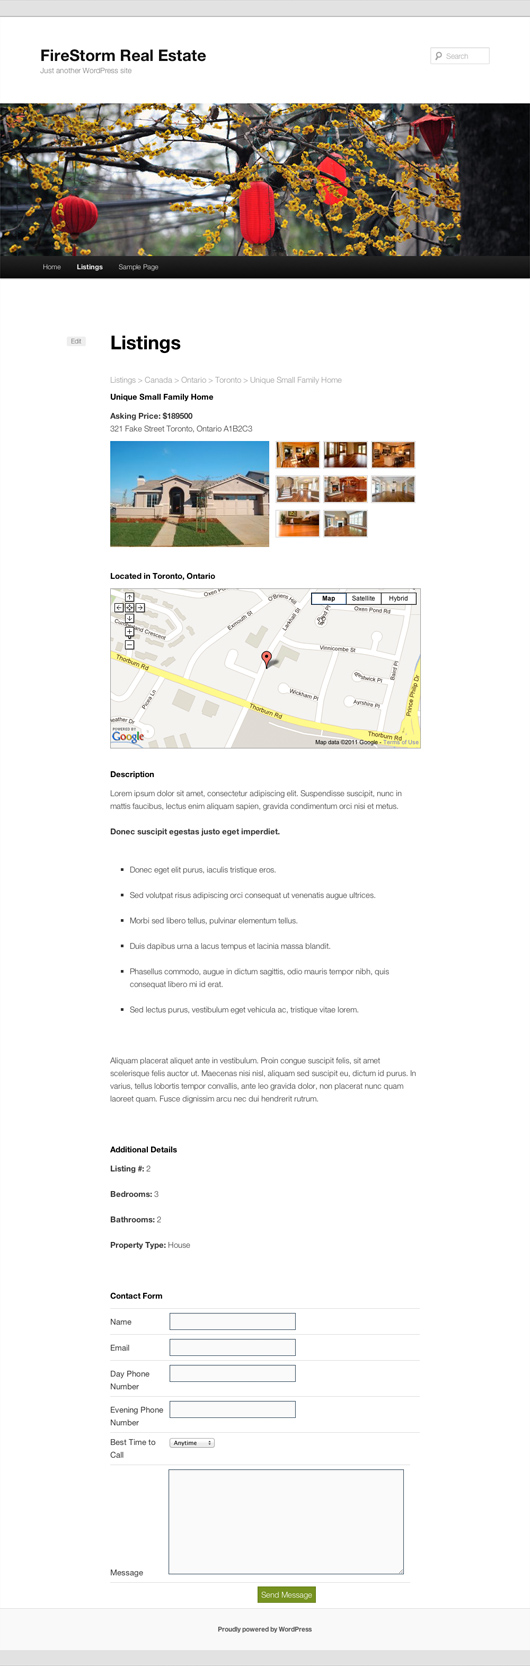 FireStorm Real Estate
Just another WordPress site
Search
Home Listings Sample Page
Edit
Listings
Listings > Canada > Ontario > Toronto > Unique Small Family Home
Unique Small Family Home
Asking Price: $189500
321 Fake Street Toronto, Ontario A1B2C3
Located in Toronto, Ontario
Map Satellite Hybrid
O'Briens Hill
Oxen Pond Rd
Exmouth St
Larkhall St
Vinnicombe St
Thorburn Rd
Wickham Pl
Ayrshire Pl
Baird Pl
Prince Philip Dr
Thorburn Rd
Thorburn Rd
POWERED BY
Google
Map data ©2011 Google - Terms of Use
Description
Lorem ipsum dolor sit amet, consectetur adipiscing elit. Suspendisse suscipit, nunc in
mattis faucibus, lectus enim aliquam sapien, gravida condimentum orci nisi et metus.
Donec suscipit egestas justo eget imperdiet.
Donec eget elit purus, iaculis tristique eros.
Sed volutpat risus adipiscing orci consequat ut venenatis augue ultrices.
Morbi sed libero tellus, pulvinar elementum tellus.
Duis dapibus urna a lacus tempus et lacinia massa blandit.
Phasellus commodo, augue in dictum sagittis, odio mauris tempor nibh, quis
consequat libero mi id erat.
Sed lectus purus, vestibulum eget vehicula ac, tristique vitae lorem.
Aliquam placerat aliquet ante in vestibulum. Proin congue suscipit felis, sit amet
scelerisque felis auctor ut. Maecenas nisi nisl, aliquam sed suscipit eu, dictum id purus. In
varius, tellus lobortis tempor convallis, ante leo gravida dolor, non placerat nunc quam
laoreet quam. Fusce dignissim arcu nec dui hendrerit rutrum.
Additional Details
Listing #: 2
Bedrooms: 3
Bathrooms: 2
Property Type: House
Contact Form
Name
Email
Day Phone
Number
Evening Phone
Number
Best Time to
Call
Anytime
Message
Send Message
Proudly powered by WordPress